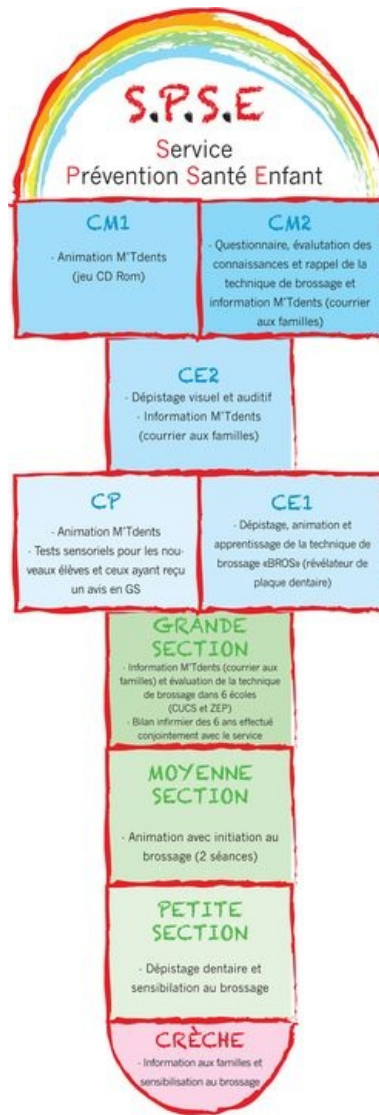 S.P.S.E
Service
Prévention Santé Enfant
CM1
· Animation M'Tdents
(jeu CD Rom)
CM2
· Questionnaire, évalutation des
connaissances et rappel de la
technique de brossage et
information M'Tdents (courrier
aux familles)
CE2
· Dépistage visuel et auditif
· Information M'Tdents
(courrier aux familles)
CP
· Animation M'Tdents
· Tests sensoriels pour les nou-
veaux élèves et ceux ayant reçu
un avis en GS
CE1
· Dépistage, animation et
apprentissage de la technique de
brossage «BROS» (révélateur de
plaque dentaire)
GRANDE
SECTION
· Information M'Tdents (courrier aux
familles) et évaluation de la technique
de brossage dans 6 écoles
(CUCS et ZEP)
· Bilan infirmier des 6 ans effectué
conjointement avec le service
MOYENNE
SECTION
· Animation avec initiation au
brossage (2 séances)
PETITE
SECTION
· Dépistage dentaire et
sensibilation au brossage
CRÈCHE
· Information aux familles et
sensibilisation au brossage